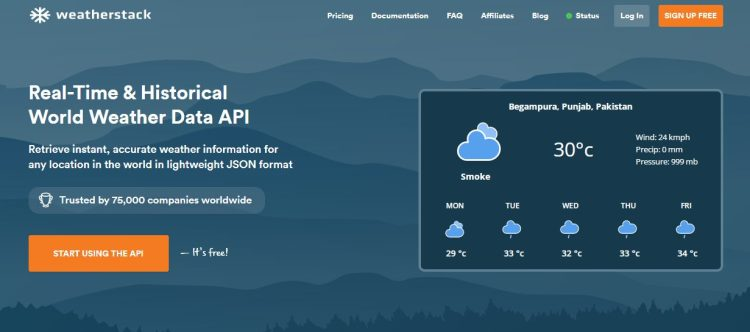 weatherstack
Pricing Documentation FAQ Affiliates Blog Status Log In SIGN UP FREE
Real-Time & Historical
World Weather Data API
Retrieve instant, accurate weather information for
any location in the world in lightweight JSON format
Trusted by 75,000 companies worldwide
START USING THE API
— It's free!
Begampura, Punjab, Pakistan
Smoke
30°c
Wind: 24 kmph
Precip: 0 mm
Pressure: 999 mb
MON TUE WED THU FRI
29 °c 33 °c 32 °c 33 °c 34 °c